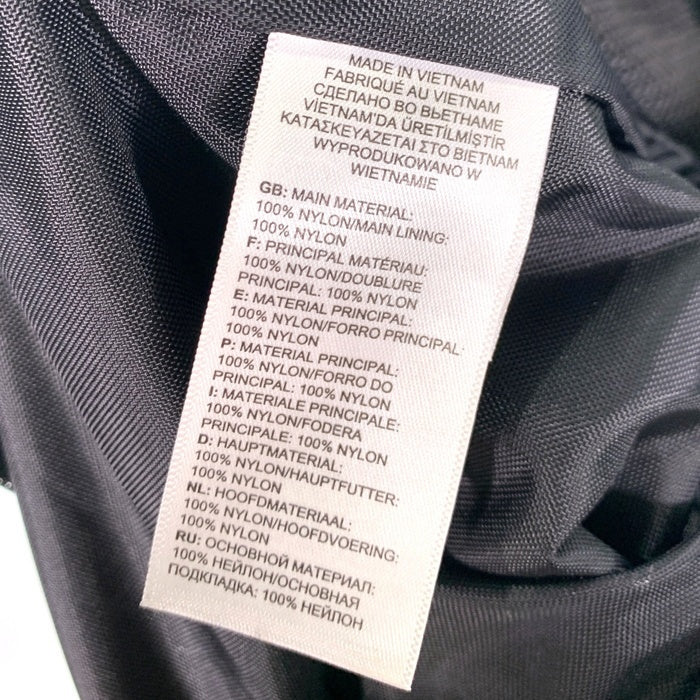 MADE IN VIETNAM
FABRIQUÉ AU VIETNAM
СДЕЛАНО ВО ВЬЕТНАМЕ
VİETNAM'DA ÜRETİLMİŞTİR
ΚΑΤΑΣΚΕΥΑΖΕΤΑΙ ΣΤΟ ΒΙΕΤΝΑΜ
WYPRODUKOWANO W
WIETNAMIE
GB: MAIN MATERIAL:
100% NYLON/MAIN LINING:
100% NYLON
F: PRINCIPAL MATÉRIAU:
100% NYLON/DOUBLURE
PRINCIPAL: 100% NYLON
E: MATERIAL PRINCIPAL:
100% NYLON/FORRO PRINCIPAL:
100% NYLON
P: MATERIAL PRINCIPAL:
100% NYLON/FORRO DO
PRINCIPAL: 100% NYLON
I: MATERIALE PRINCIPALE:
100% NYLON/FODERA
PRINCIPALE: 100% NYLON
D: HAUPTMATERIAL:
100% NYLON/HAUPTFUTTER:
100% NYLON
NL: HOOFDMATERIAAL:
100% NYLON/HOOFDVOERING:
100% NYLON
RU: ОСНОВНОЙ МАТЕРИАЛ:
100% НЕЙЛОН/ОСНОВНАЯ
ПОДКЛАДКА: 100% НЕЙЛОН